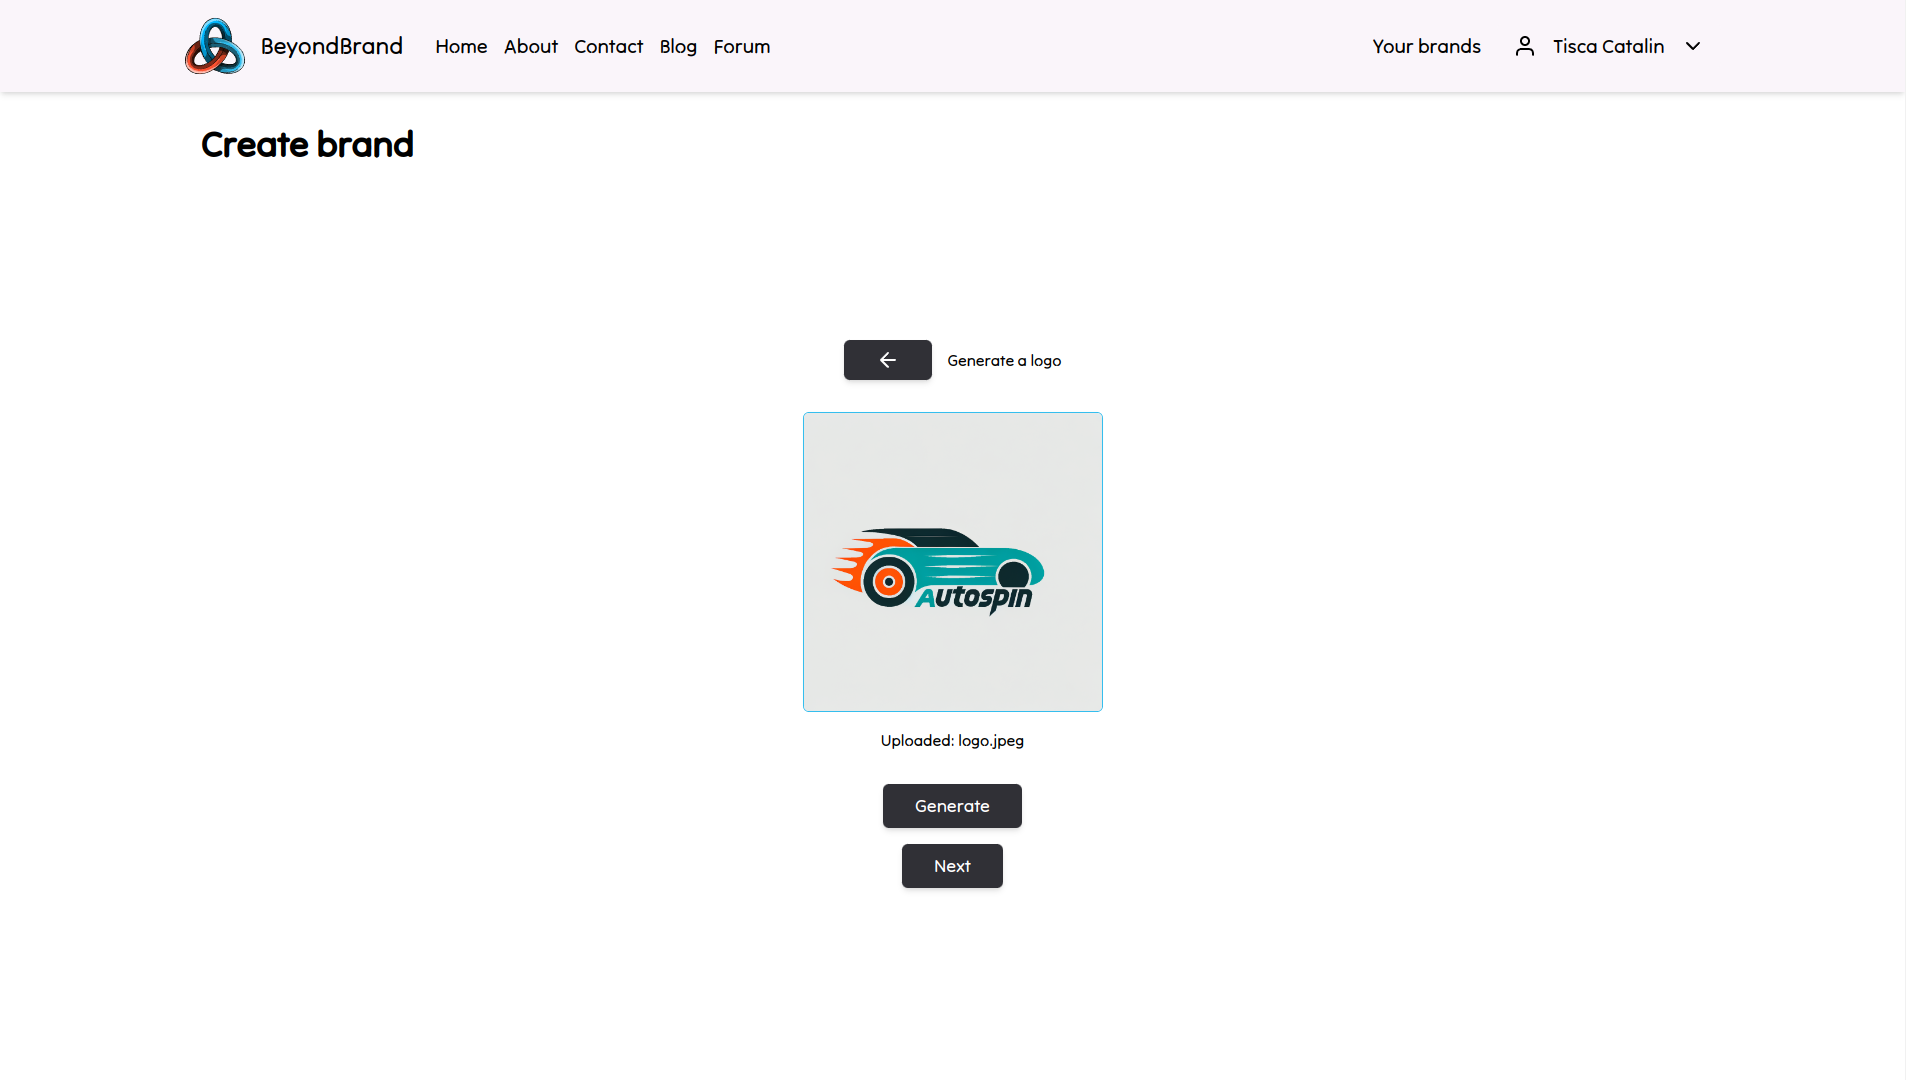 BeyondBrand Home About Contact Blog Forum Your brands Tisca Catalin
Create brand
Generate a logo
Autospin
Uploaded: logo.jpeg
Generate
Next